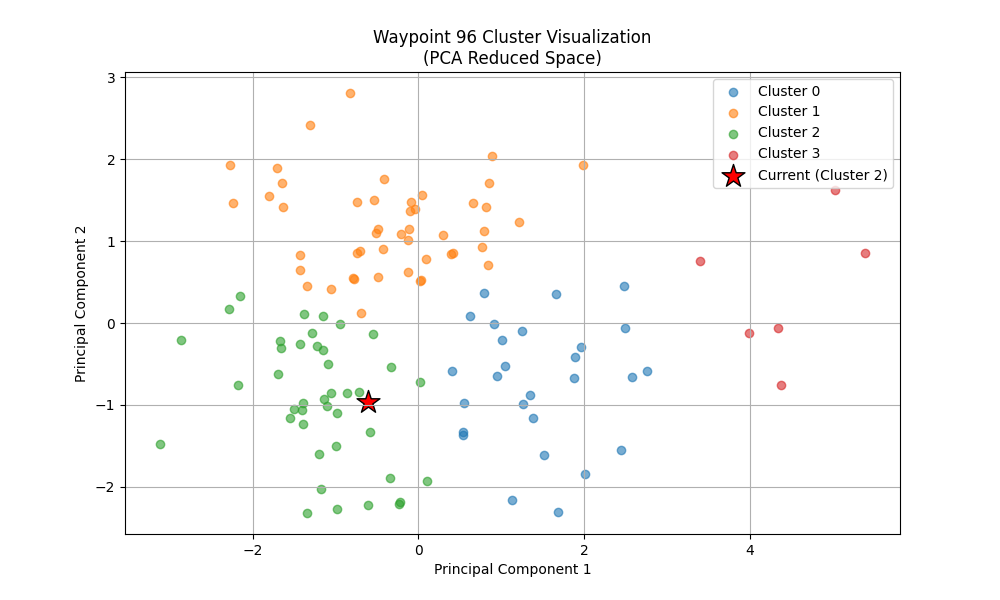 Waypoint 96 Cluster Visualization
(PCA Reduced Space)
Principal Component 2
3
2
1
0
−1
−2
Cluster 0
Cluster 1
Cluster 2
Cluster 3
Current (Cluster 2)
−2
0
2
4
Principal Component 1